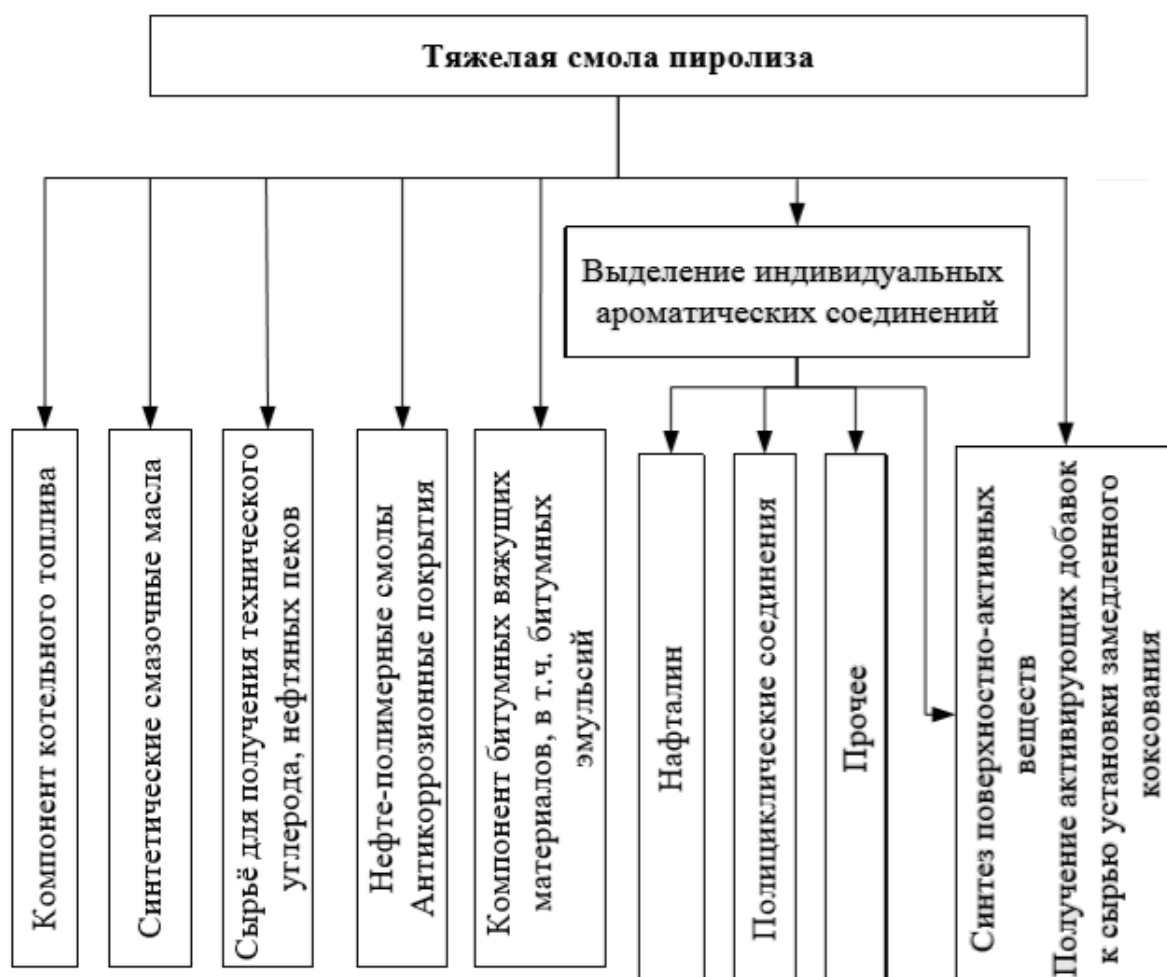 Тяжелая смола пиролиза
Выделение индивидуальных
ароматических соединений
Компонент котельного топлива
Синтетические смазочные масла
Сырьё для получения технического
углерода, нефтяных пеков
Нефте-полимерные смолы
Антикоррозионные покрытия
Компонент битумных вяжущих
материалов, в т.ч. битумных
эмульсий
Нафталин
Полициклические соединения
Прочее
Синтез поверхностно-активных
веществ
Получение активирующих добавок
к сырью установки замедленного
коксования